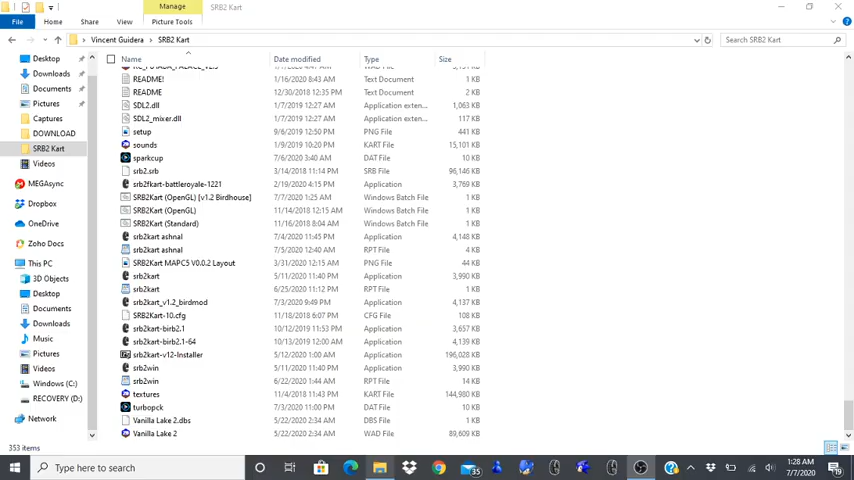 Manage
SRB2 Kart
File
Home
Share
View
Picture Tools
Vincent Guidera
SRB2 Kart
Search SRB2 Kart
Desktop
Downloads
Documents
Pictures
Captures
DOWNLOAD
SRB2 Kart
Videos
MEGAsync
Dropbox
OneDrive
Zoho Docs
This PC
3D Objects
Desktop
Documents
Downloads
Music
Pictures
Videos
Windows (C:)
RECOVERY (D:)
Network
Name Date modified Type Size
README! 1/16/2020 8:43 AM Text Document 1 KB
README 12/30/2018 12:35 PM Text Document 2 KB
SDL2.dll 1/7/2019 12:27 AM Application exten... 1,063 KB
SDL2_mixer.dll 1/7/2019 12:27 AM Application exten... 117 KB
setup 9/6/2019 12:50 PM PNG File 441 KB
sounds 1/9/2019 10:20 PM KART File 15,101 KB
sparkcup 7/6/2020 3:40 AM DAT File 10 KB
srb2.srb 3/14/2018 11:14 PM SRB File 96,146 KB
srb2fkart-battleroyale-1221 2/19/2020 4:15 PM Application 3,769 KB
SRB2Kart (OpenGL) [v1.2 Birdhouse] 7/7/2020 1:25 AM Windows Batch File 1 KB
SRB2Kart (OpenGL) 11/14/2018 12:15 AM Windows Batch File 1 KB
SRB2Kart (Standard) 11/16/2018 8:04 AM Windows Batch File 1 KB
srb2kart ashnal 7/4/2020 11:45 PM Application 4,148 KB
srb2kart ashnal 7/5/2020 12:40 AM RPT File 4 KB
SRB2Kart MAPC5 V0.0.2 Layout 3/31/2020 12:15 AM PNG File 44 KB
srb2kart 5/11/2020 11:40 PM Application 3,990 KB
srb2kart 6/25/2020 11:12 PM RPT File 1 KB
srb2kart_v1.2_birdmod 7/3/2020 9:49 PM Application 4,137 KB
SRB2Kart-10.cfg 11/18/2018 6:07 PM CFG File 108 KB
srb2kart-birb2.1 10/12/2019 11:53 PM Application 3,657 KB
srb2kart-birb2.1-64 10/13/2019 12:00 AM Application 4,139 KB
srb2kart-v12-Installer 5/12/2020 1:00 AM Application 196,028 KB
srb2win 5/11/2020 11:40 PM Application 3,990 KB
srb2win 6/22/2020 1:44 AM RPT File 14 KB
textures 11/4/2018 11:43 PM KART File 144,980 KB
turbopck 7/3/2020 11:00 PM DAT File 10 KB
Vanilla Lake 2.dbs 5/22/2020 2:34 AM DBS File 1 KB
Vanilla Lake 2 5/22/2020 2:34 AM WAD File 89,609 KB
353 items
Type here to search
35
1:28 AM
7/7/2020
19